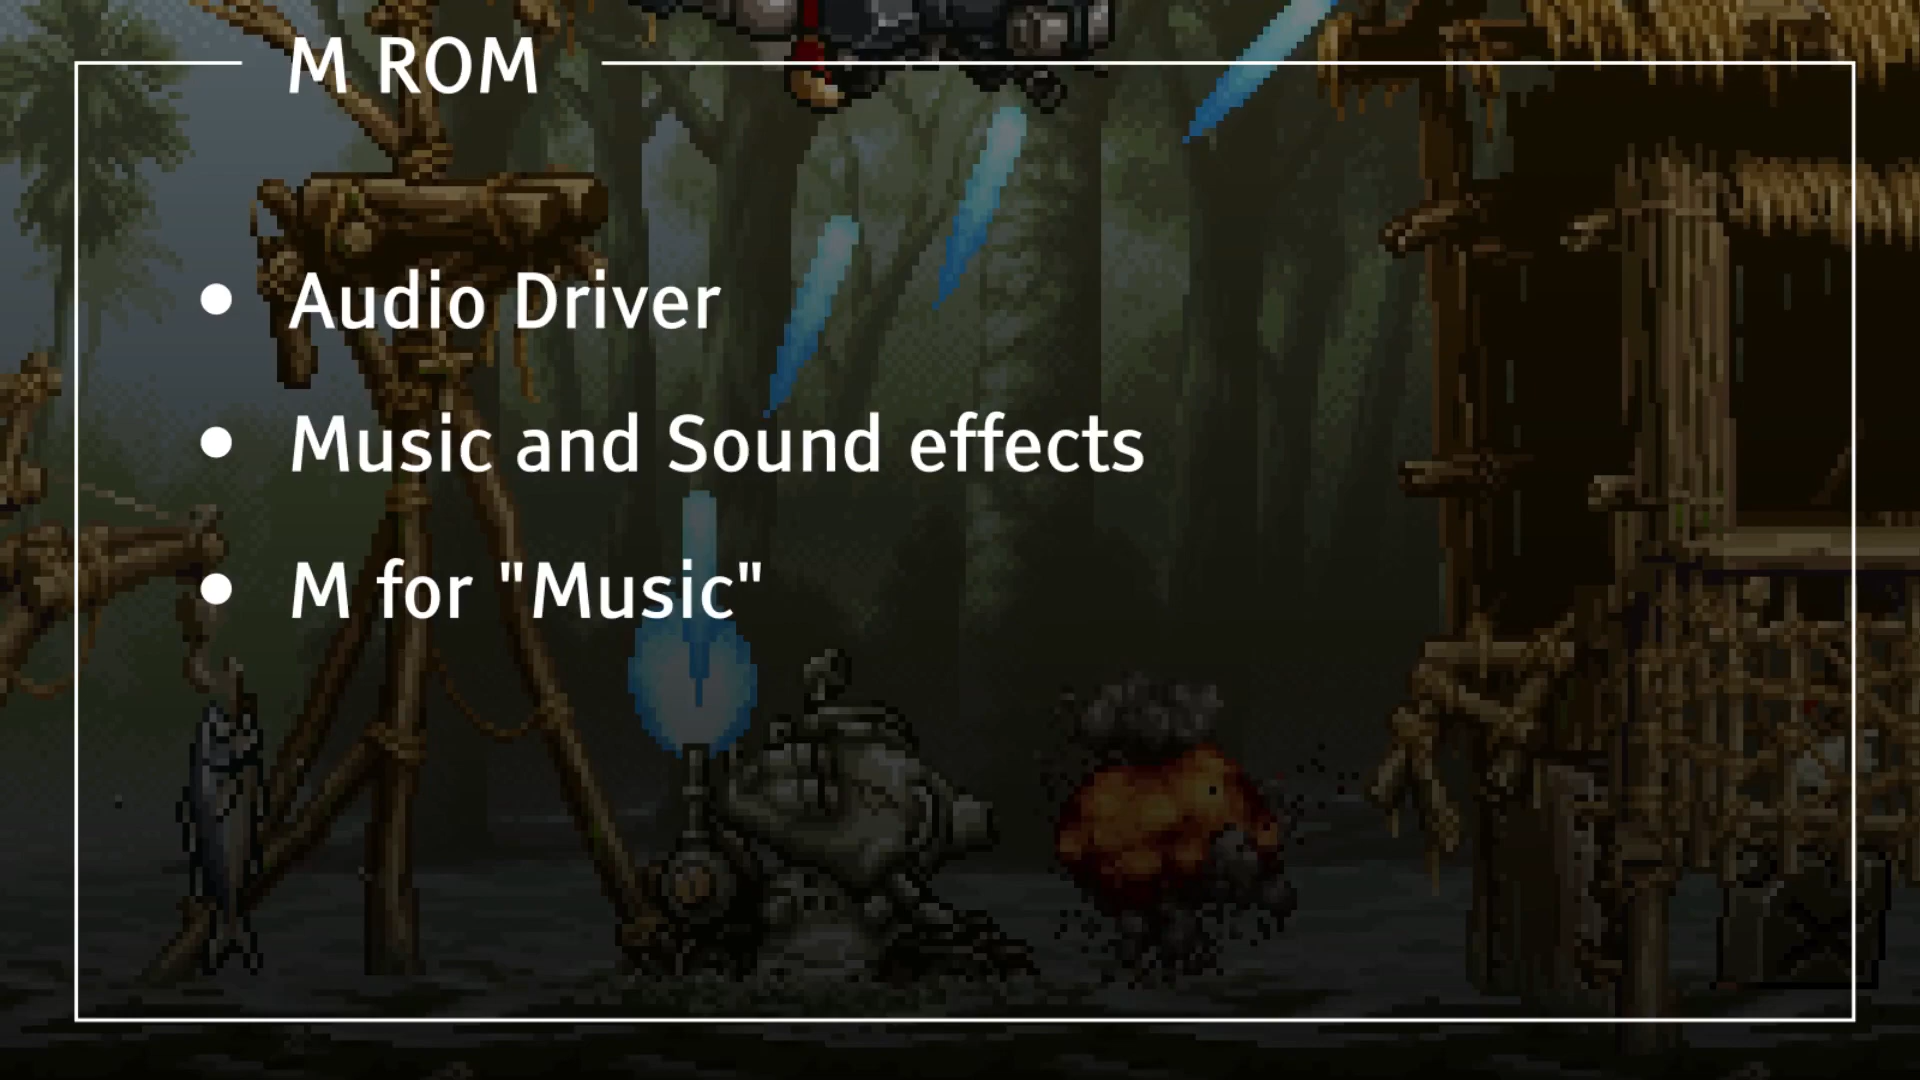 M ROM
• Audio Driver
• Music and Sound effects
• M for "Music"